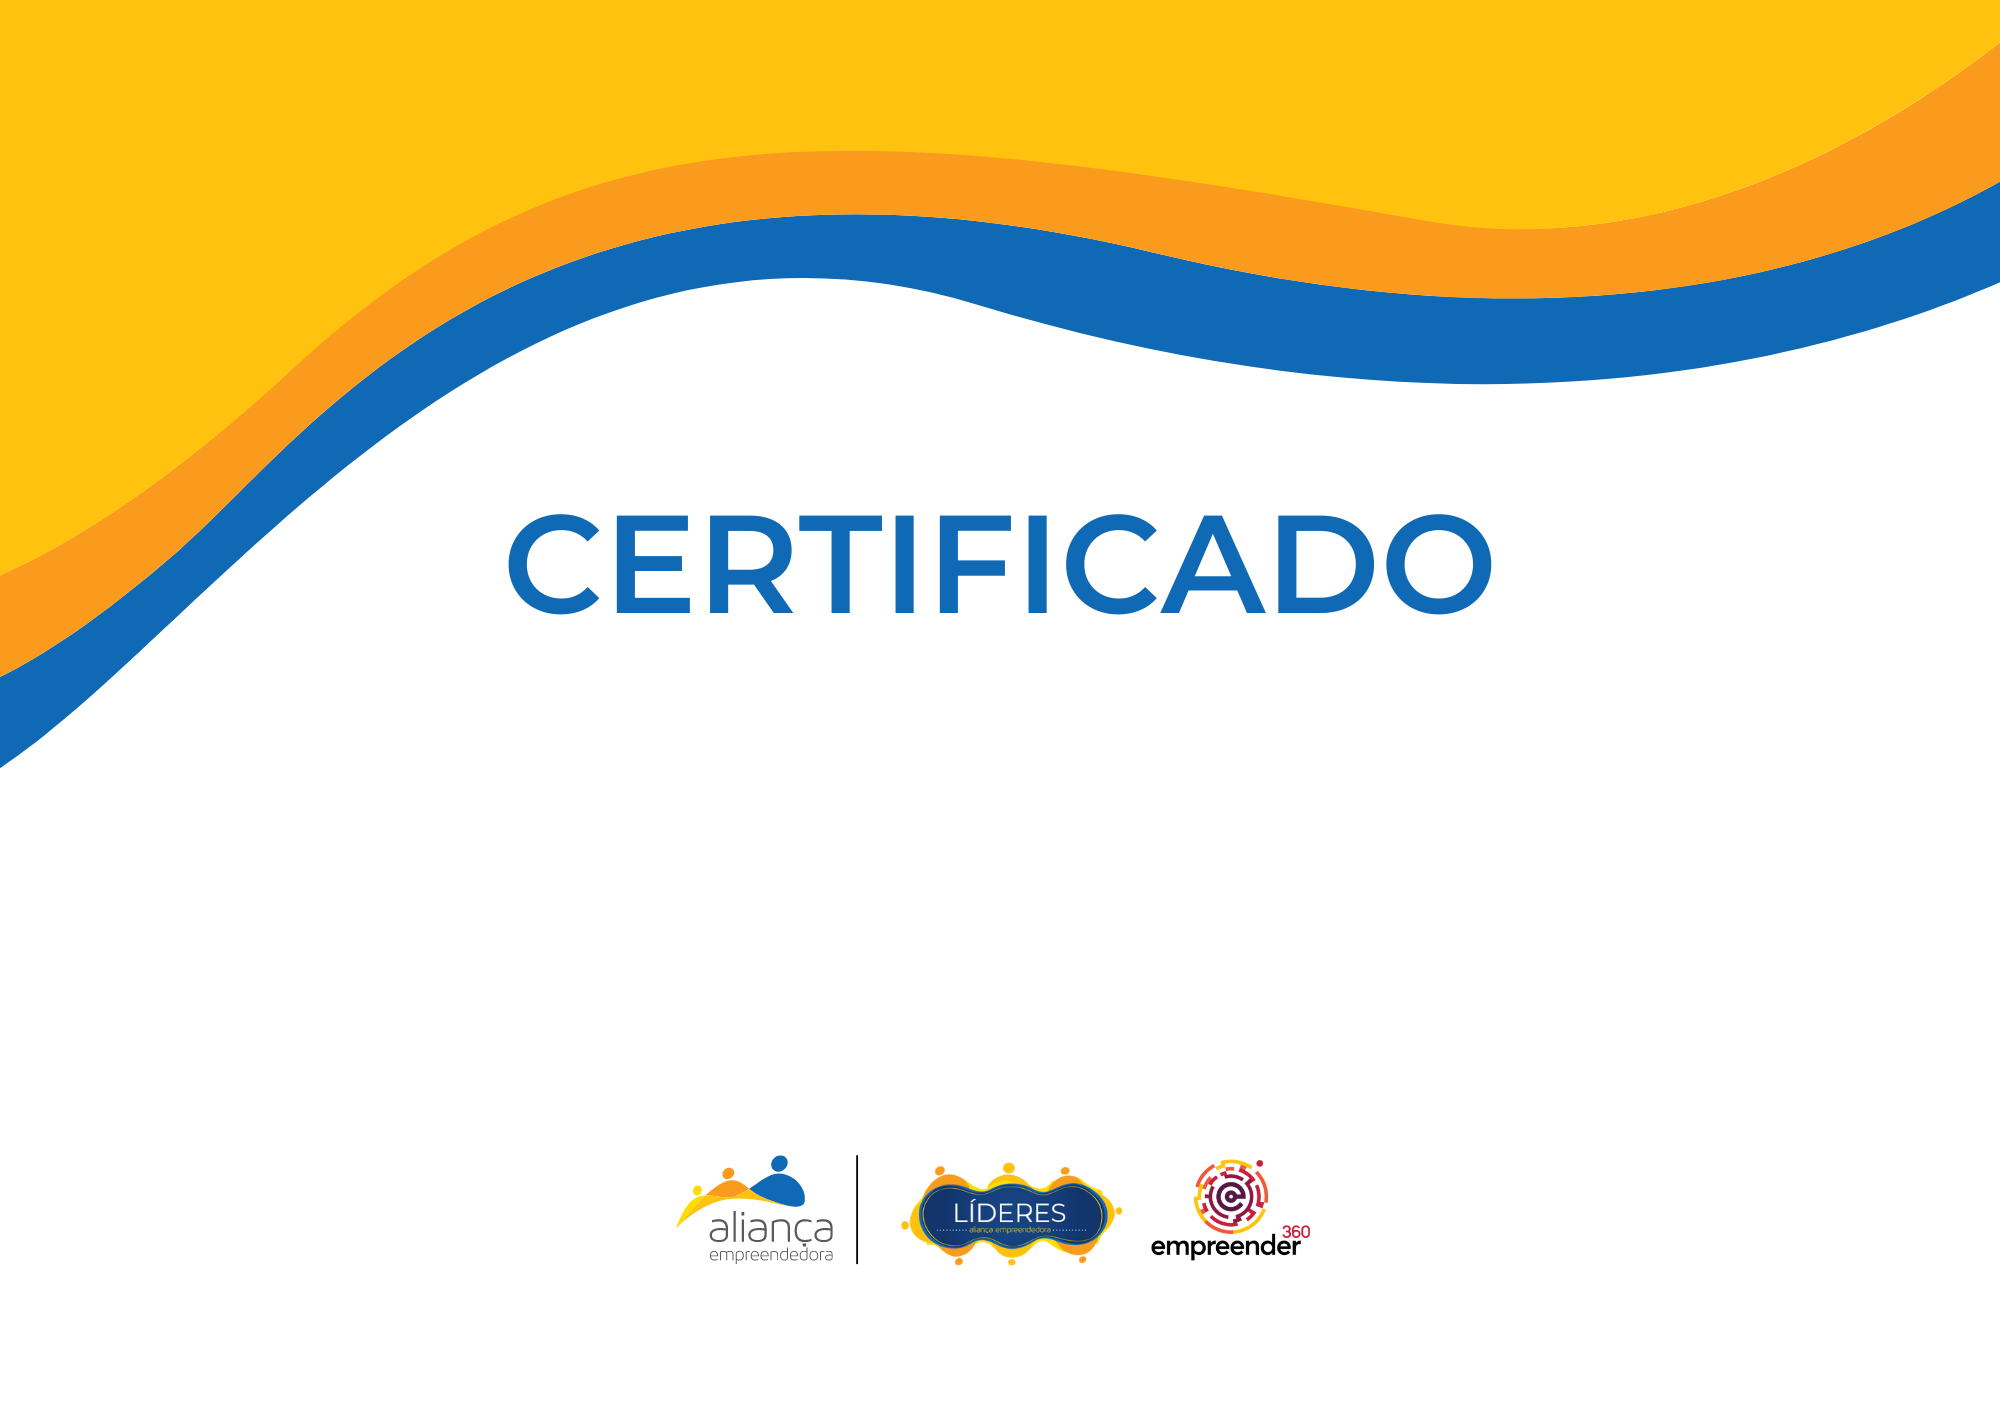 CERTIFICADO
aliança
empreendedora
LÍDERES
aliança empreendedora
360
empreender